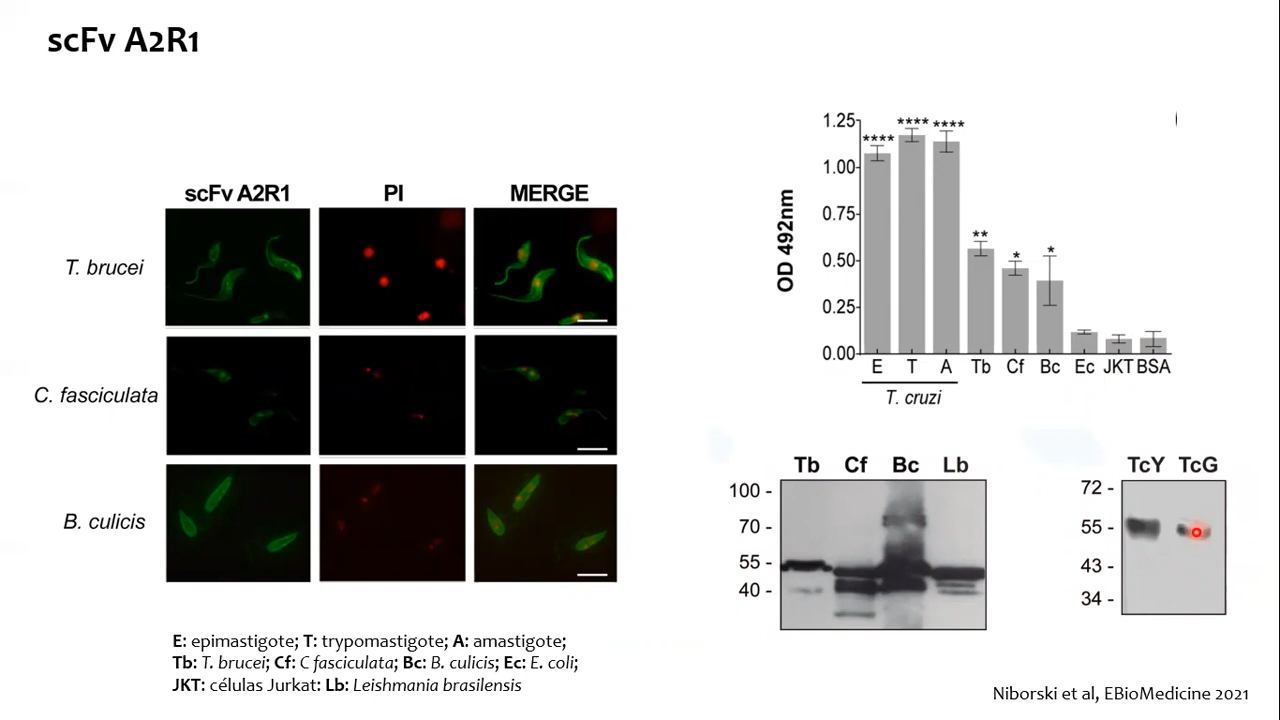 scFv A2R1
scFv A2R1 PI MERGE
T. brucei
C. fasciculata
B. culicis
E: epimastigote; T: trypomastigote; A: amastigote;
Tb: T. brucei; Cf: C fasciculata; Bc: B. culicis; Ec: E. coli;
JKT: células Jurkat: Lb: Leishmania brasilensis
OD 492nm
1.25
1.00
0.75
0.50
0.25
0.00
**** **** ****
** * *
E T A Tb Cf Bc Ec JKT BSA
T. cruzi
Tb Cf Bc Lb
100 -
70 -
55 -
40 -
TcY TcG
72 -
55 -
43 -
34 -
Niborski et al, EBioMedicine 2021